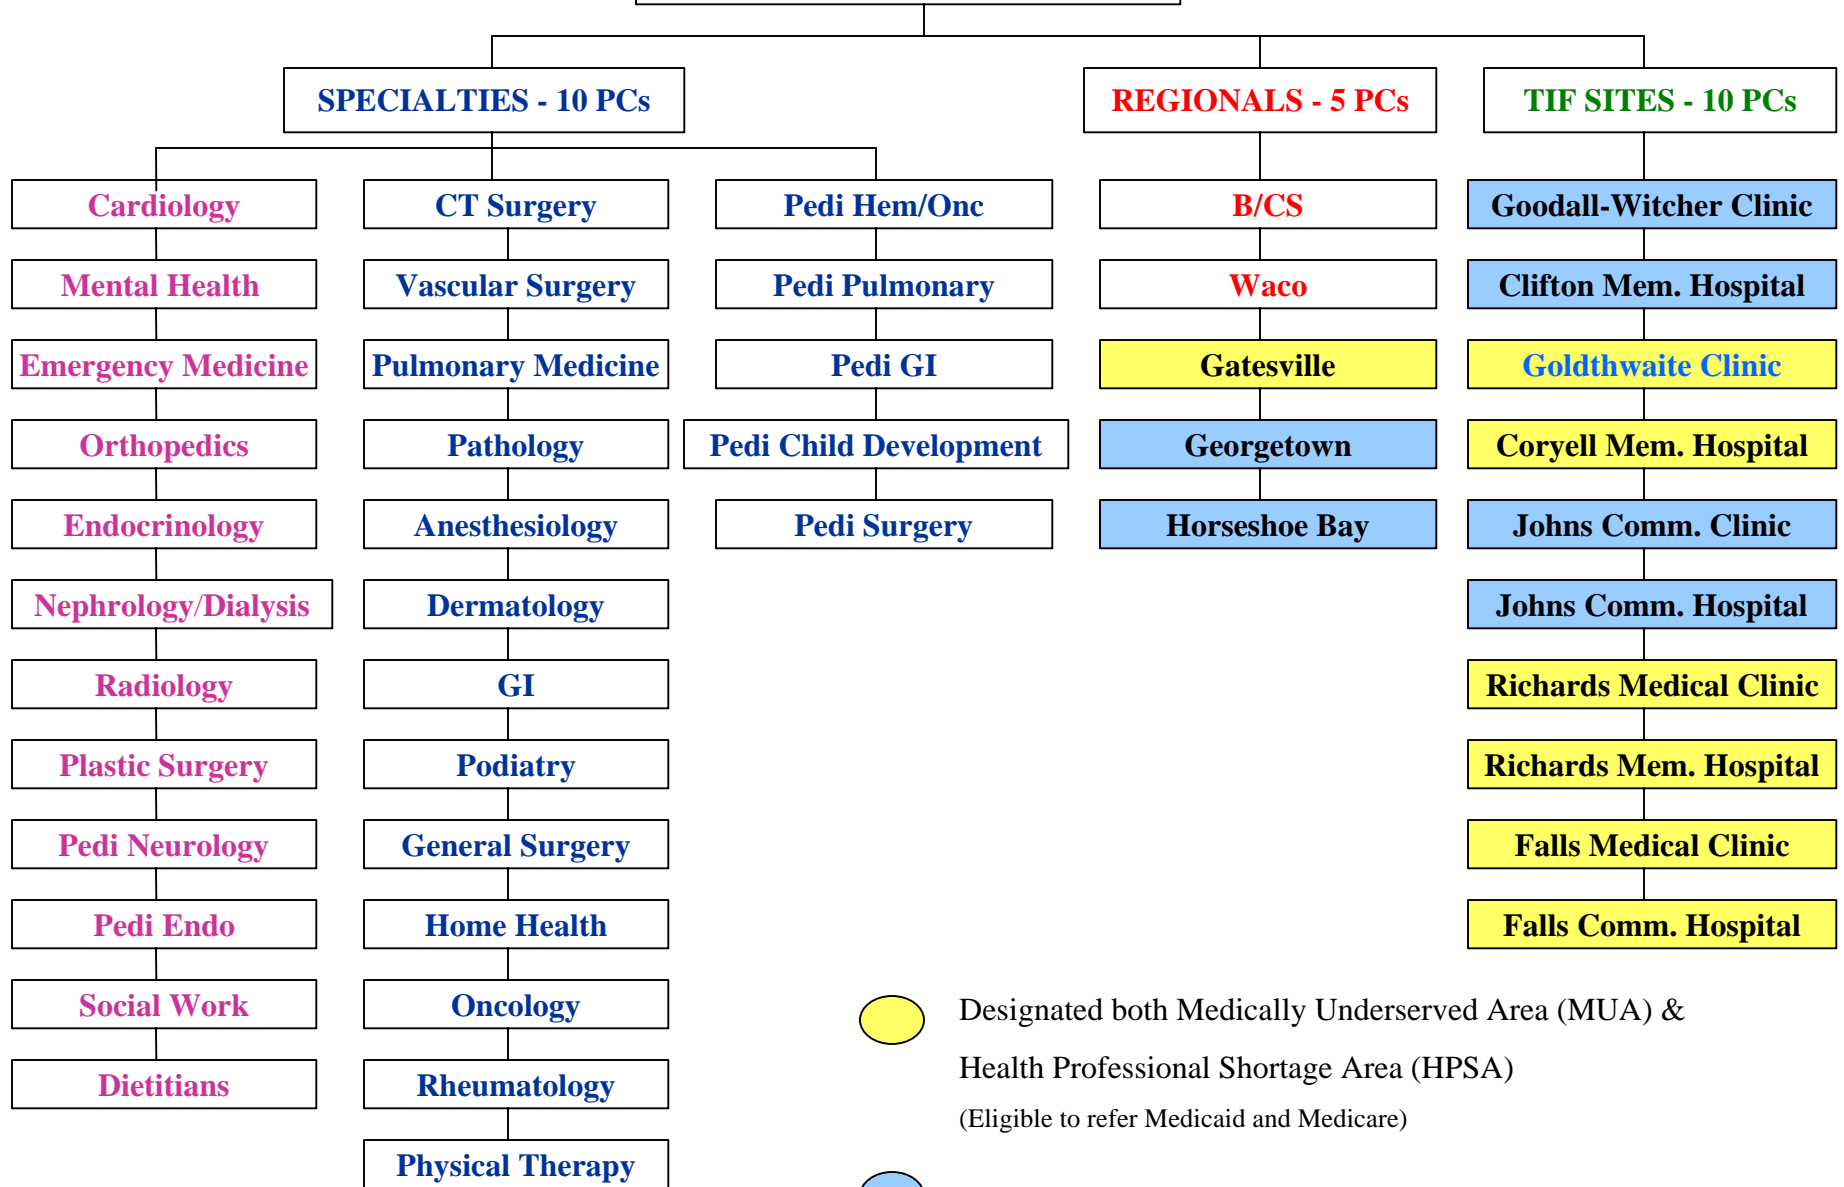 SPECIALTIES - 10 PCs
REGIONALS - 5 PCs
TIF SITES - 10 PCs
Cardiology
Mental Health
Emergency Medicine
Orthopedics
Endocrinology
Nephrology/Dialysis
Radiology
Plastic Surgery
Pedi Neurology
Pedi Endo
Social Work
Dietitians
CT Surgery
Vascular Surgery
Pulmonary Medicine
Pathology
Anesthesiology
Dermatology
GI
Podiatry
General Surgery
Home Health
Oncology
Rheumatology
Physical Therapy
Pedi Hem/Onc
Pedi Pulmonary
Pedi GI
Pedi Child Development
Pedi Surgery
B/CS
Waco
Gatesville
Georgetown
Horseshoe Bay
Goodall-Witcher Clinic
Clifton Mem. Hospital
Goldthwaite Clinic
Coryell Mem. Hospital
Johns Comm. Clinic
Johns Comm. Hospital
Richards Medical Clinic
Richards Mem. Hospital
Falls Medical Clinic
Falls Comm. Hospital
Designated both Medically Underserved Area (MUA) &
Health Professional Shortage Area (HPSA)
(Eligible to refer Medicaid and Medicare)